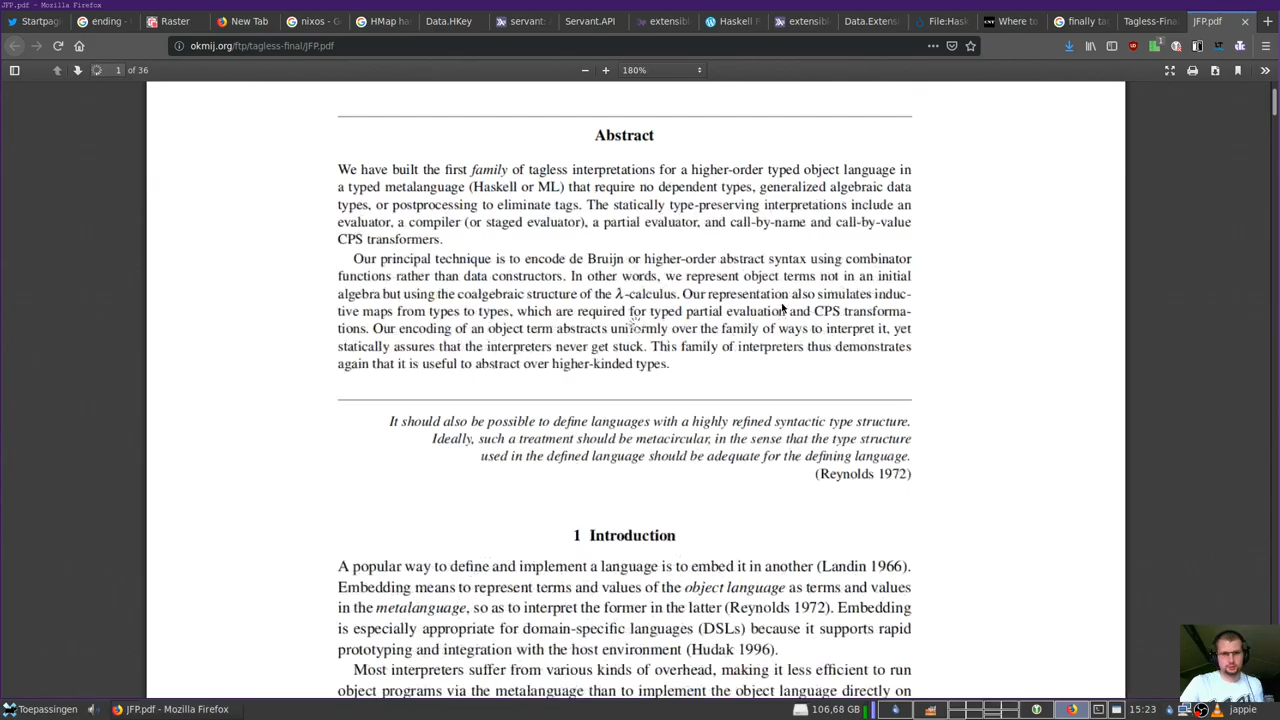 JFP.pdf - Mozilla Firefox
Startpag
ending -
Raster
New Tab
nixos - G
HMap ha
Data.HKey
servant:
Servant.API
extensibl
Haskell F
extensibl
Data.Exten
File:Hask
Where to
finally ta
Tagless-Final
JFP.pdf
okmij.org/ftp/tagless-final/JFP.pdf
1 of 36
180%
Abstract
We have built the first family of tagless interpretations for a higher-order typed object language in
a typed metalanguage (Haskell or ML) that require no dependent types, generalized algebraic data
types, or postprocessing to eliminate tags. The statically type-preserving interpretations include an
evaluator, a compiler (or staged evaluator), a partial evaluator, and call-by-name and call-by-value
CPS transformers.
Our principal technique is to encode de Bruijn or higher-order abstract syntax using combinator
functions rather than data constructors. In other words, we represent object terms not in an initial
algebra but using the coalgebraic structure of the λ-calculus. Our representation also simulates induc-
tive maps from types to types, which are required for typed partial evaluation and CPS transforma-
tions. Our encoding of an object term abstracts uniformly over the family of ways to interpret it, yet
statically assures that the interpreters never get stuck. This family of interpreters thus demonstrates
again that it is useful to abstract over higher-kinded types.
It should also be possible to define languages with a highly refined syntactic type structure.
Ideally, such a treatment should be metacircular, in the sense that the type structure
used in the defined language should be adequate for the defining language.
(Reynolds 1972)
1 Introduction
A popular way to define and implement a language is to embed it in another (Landin 1966).
Embedding means to represent terms and values of the object language as terms and values
in the metalanguage, so as to interpret the former in the latter (Reynolds 1972). Embedding
is especially appropriate for domain-specific languages (DSLs) because it supports rapid
prototyping and integration with the host environment (Hudak 1996).
Most interpreters suffer from various kinds of overhead, making it less efficient to run
object programs via the metalanguage than to implement the object language directly on
Toepassingen
JFP.pdf - Mozilla Firefox
106,68 GB
15:23
jappie